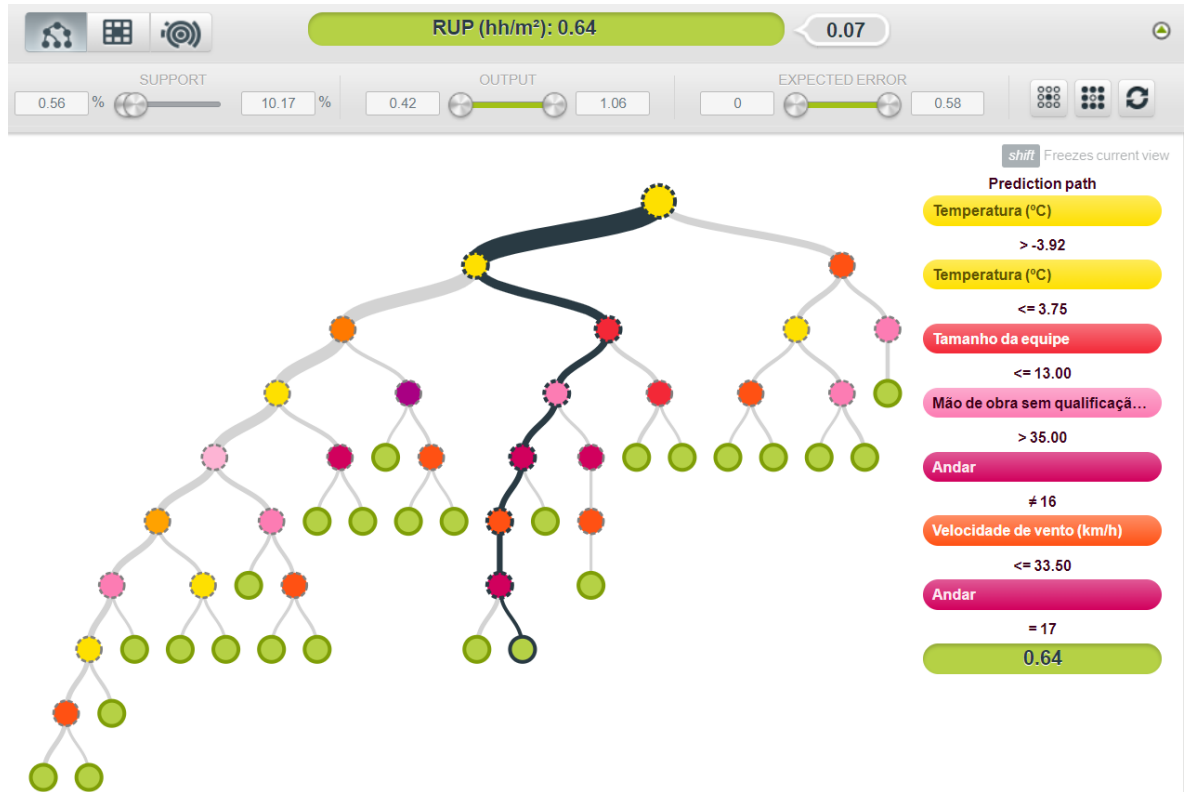 RUP (hh/m²): 0.64
0.07
SUPPORT
OUTPUT
EXPECTED ERROR
0.56 %
10.17 %
0.42
1.06
0
0.58
shift Freezes current view
Prediction path
Temperatura (ºC)
> -3.92
Temperatura (ºC)
<= 3.75
Tamanho da equipe
<= 13.00
Mão de obra sem qualificaçã...
> 35.00
Andar
≠ 16
Velocidade de vento (km/h)
<= 33.50
Andar
= 17
0.64